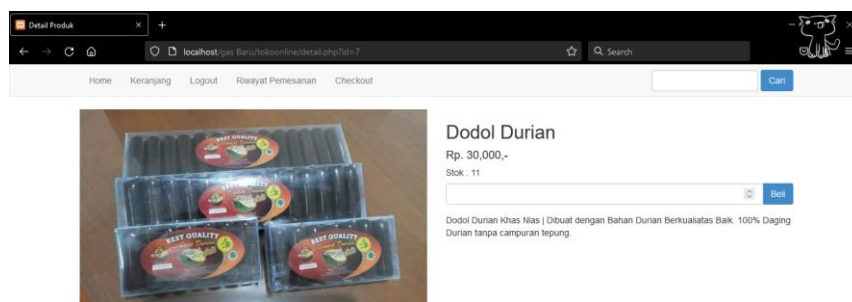 Detail Produk
localhost/gas Baru/tokoonline/detail.php?id=7
Search
Home Keranjang Logout Riwayat Pemesanan Checkout
Cari
Dodol Durian
Rp. 30,000,-
Stok : 11
Beli
Dodol Durian Khas Nias | Dibuat dengan Bahan Durian Berkualiatas Baik. 100% Daging
Durian tanpa campuran tepung.
BEST QUALITY
BEST QUALITY
BEST QUALITY
BEST QUALITY